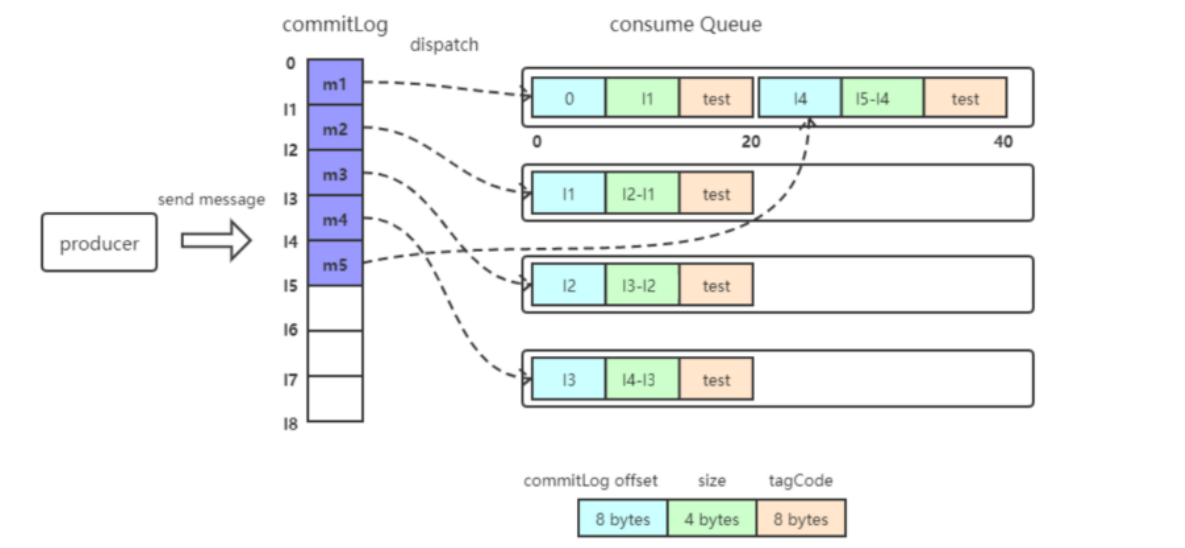 commitLog
consume Queue
dispatch
0
m1
l1
m2
l2
m3
l3
m4
l4
m5
l5
l6
l7
l8
send message
producer
0 l1 test l4 l5-l4 test
0 20 40
l1 l2-l1 test
l2 l3-l2 test
l3 l4-l3 test
commitLog offset size tagCode
8 bytes 4 bytes 8 bytes